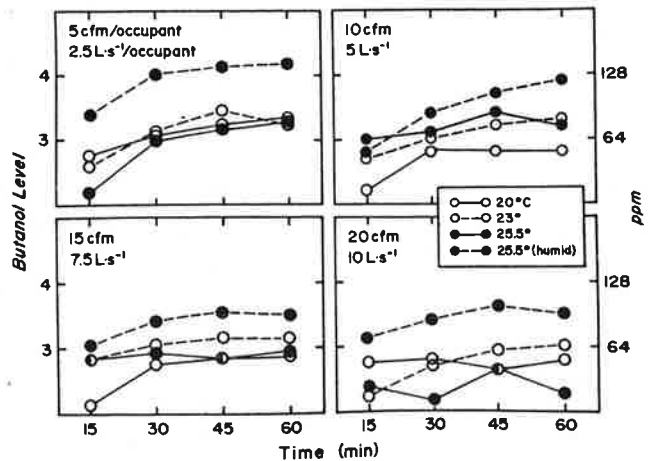 5 cfm/occupant
2.5 L·s⁻¹/occupant
10 cfm
5 L·s⁻¹
4
3
128
64
Butanol Level
ppm
20°C
23°
25.5°
25.5° (humid)
15 cfm
7.5 L·s⁻¹
20 cfm
10 L·s⁻¹
4
3
128
64
15 30 45 60 15 30 45 60
Time (min)